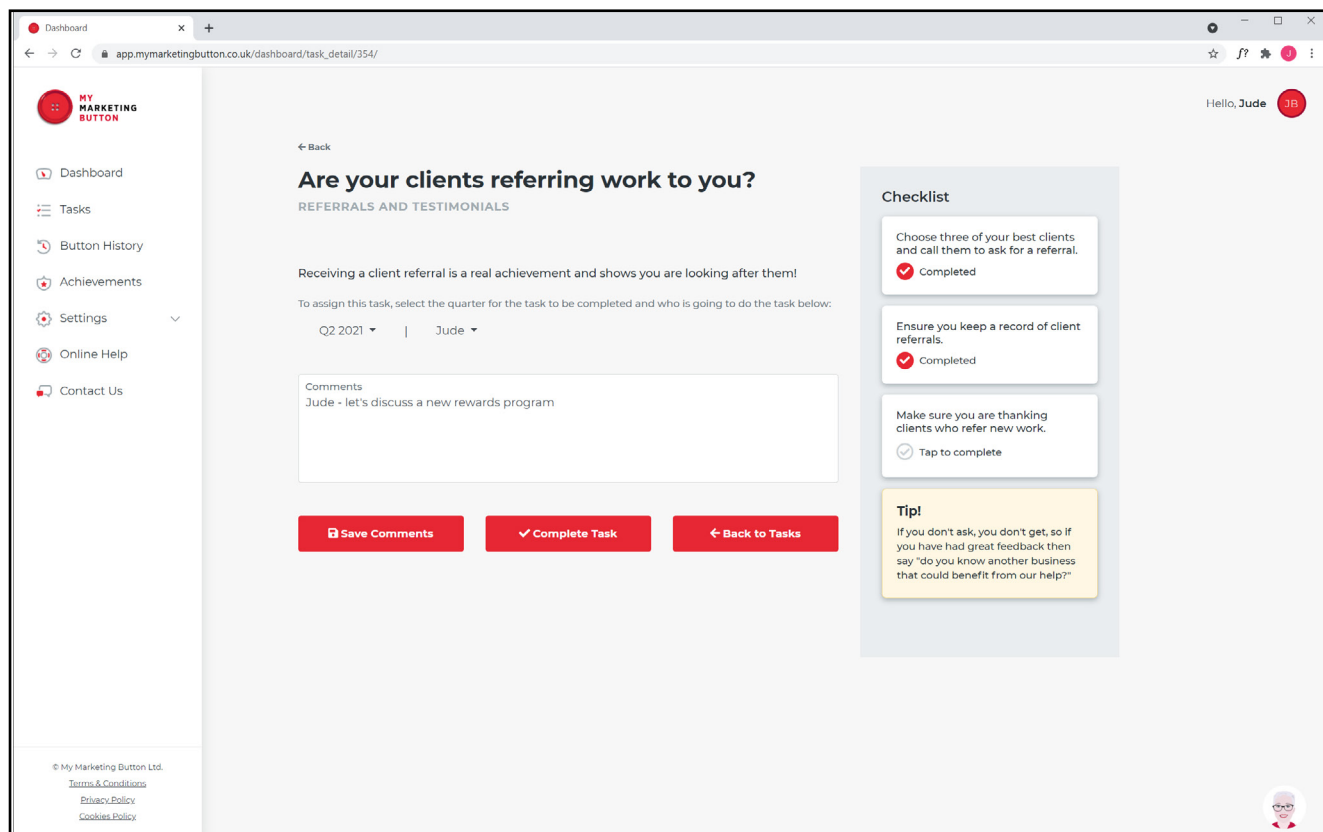 Dashboard
app.mymarketingbutton.co.uk/dashboard/task_detail/354/
f?
J
MY
MARKETING
BUTTON
Hello, Jude
JB
Dashboard
Tasks
Button History
Achievements
Settings
Online Help
Contact Us
Back
Are your clients referring work to you?
REFERRALS AND TESTIMONIALS
Receiving a client referral is a real achievement and shows you are looking after them!
To assign this task, select the quarter for the task to be completed and who is going to do the task below:
Q2 2021 | Jude
Comments
Jude - let's discuss a new rewards program
Save Comments
Complete Task
Back to Tasks
Checklist
Choose three of your best clients
and call them to ask for a referral.
Completed
Ensure you keep a record of client
referrals.
Completed
Make sure you are thanking
clients who refer new work.
Tap to complete
Tip!
If you don't ask, you don't get, so if
you have had great feedback then
say "do you know another business
that could benefit from our help?"
© My Marketing Button Ltd.
Terms & Conditions
Privacy Policy
Cookies Policy